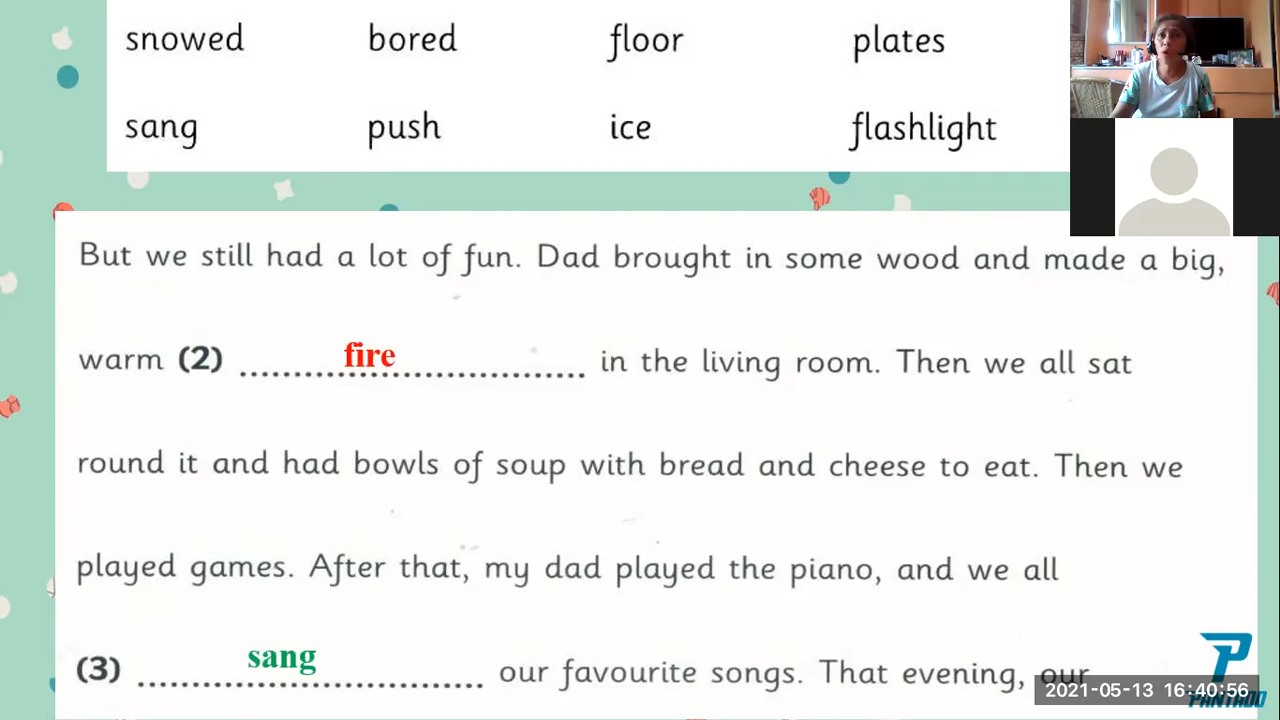 snowed bored floor plates
sang push ice flashlight
But we still had a lot of fun. Dad brought in some wood and made a big,
warm (2) fire in the living room. Then we all sat
round it and had bowls of soup with bread and cheese to eat. Then we
played games. After that, my dad played the piano, and we all
(3) sang our favourite songs. That evening, our
2021-05-13 16:40:56
PANTADO